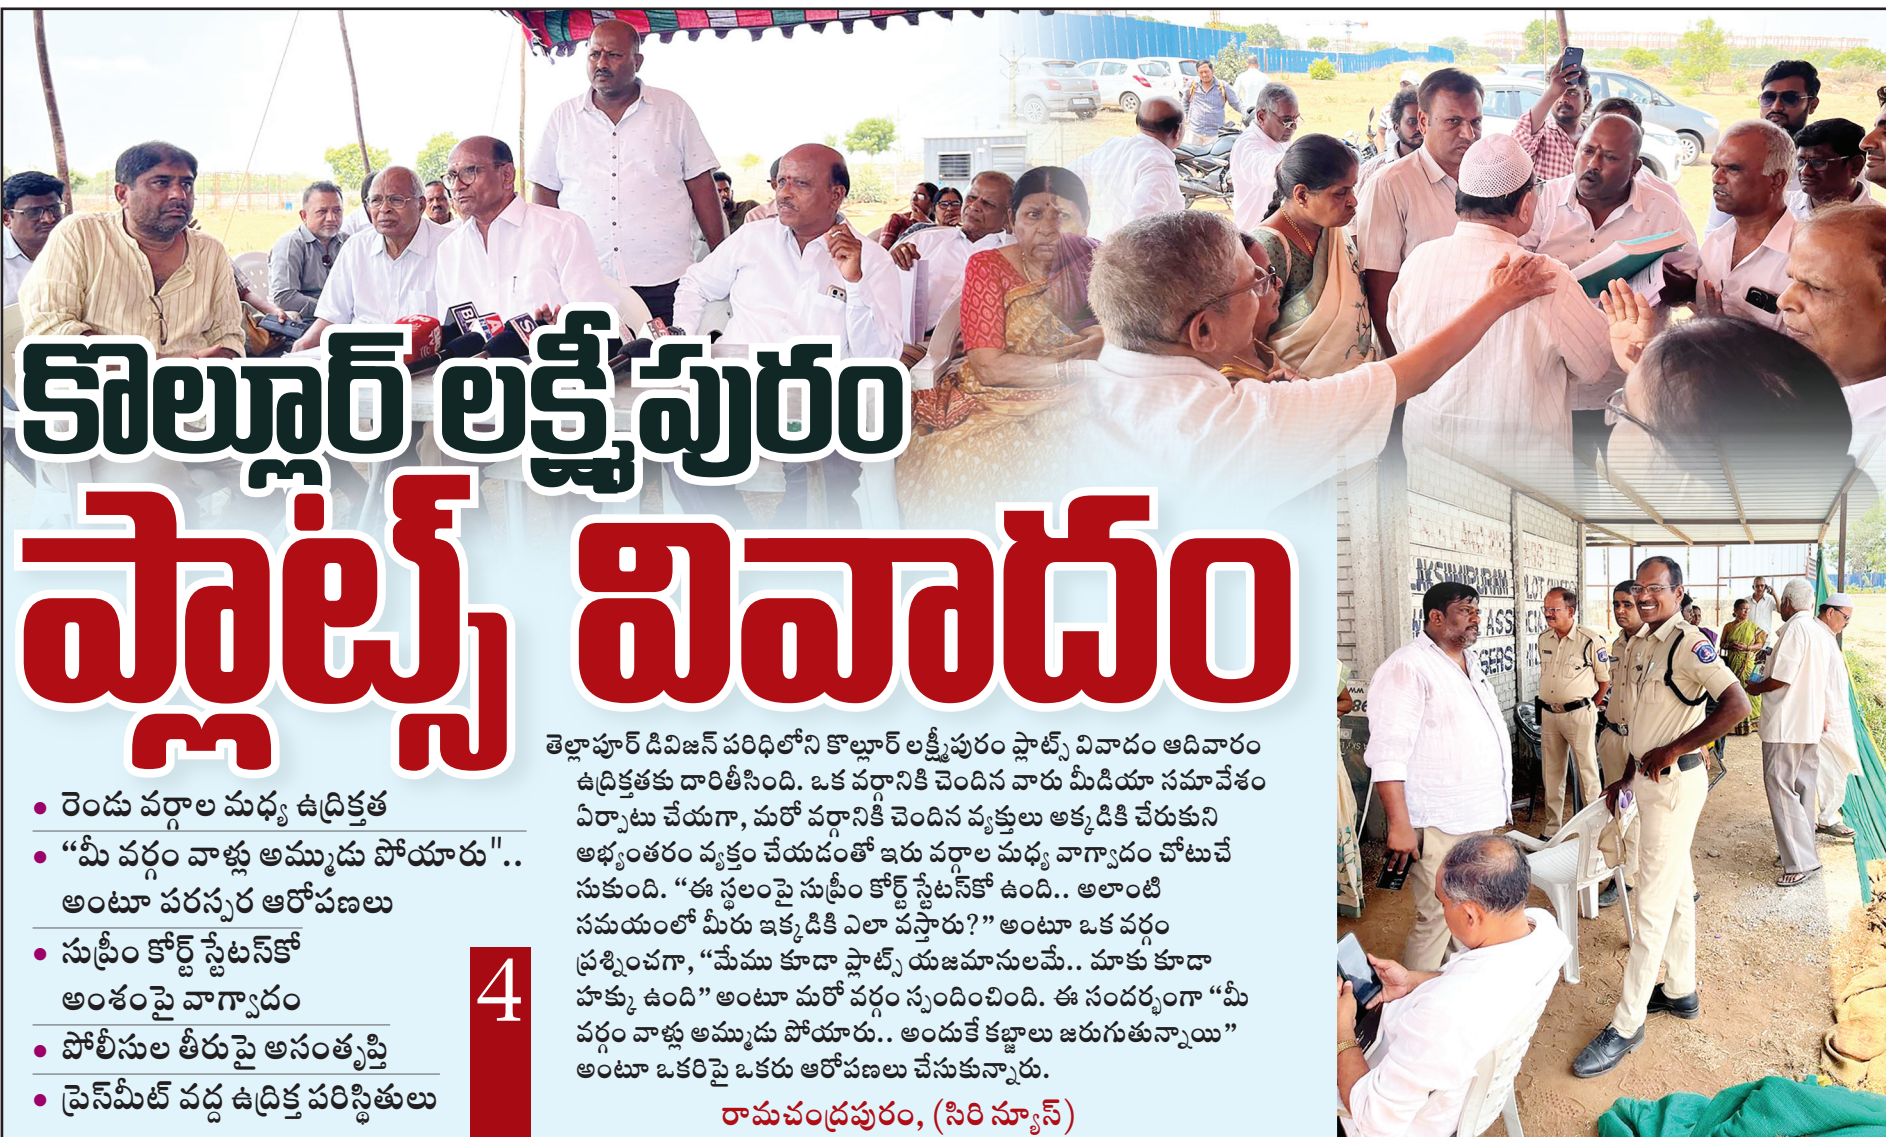 కొల్లూర్ లక్ష్మీపురం
ప్లాట్స్ వివాదం
• రెండు వర్గాల మధ్య ఉద్రిక్తత
• “మీ వర్గం వాళ్లు అమ్ముడు పోయారు"..
అంటూ పరస్పర ఆరోపణలు
• సుప్రీం కోర్ట్ స్టేటస్‌కో
అంశంపై వాగ్వాదం
• పోలీసుల తీరుపై అసంతృప్తి
• ప్రెస్‌మీట్ వద్ద ఉద్రిక్త పరిస్థితులు
4
తెల్లాపూర్ డివిజన్ పరిధిలోని కొల్లూర్ లక్ష్మీపురం ప్లాట్స్ వివాదం ఆదివారం
ఉద్రిక్తతకు దారితీసింది. ఒక వర్గానికి చెందిన వారు మీడియా సమావేశం
ఏర్పాటు చేయగా, మరో వర్గానికి చెందిన వ్యక్తులు అక్కడికి చేరుకుని
అభ్యంతరం వ్యక్తం చేయడంతో ఇరు వర్గాల మధ్య వాగ్వాదం చోటుచే
సుకుంది. “ఈ స్థలంపై సుప్రీం కోర్ట్ స్టేటస్‌కో ఉంది.. అలాంటి
సమయంలో మీరు ఇక్కడికి ఎలా వస్తారు?” అంటూ ఒక వర్గం
ప్రశ్నించగా, “మేము కూడా ప్లాట్స్ యజమానులమే.. మాకు కూడా
హక్కు ఉంది” అంటూ మరో వర్గం స్పందించింది. ఈ సందర్భంగా “మీ
వర్గం వాళ్లు అమ్ముడు పోయారు.. అందుకే కబ్జాలు జరుగుతున్నాయి”
అంటూ ఒకరిపై ఒకరు ఆరోపణలు చేసుకున్నారు.
రామచంద్రపురం, (సిరి న్యూస్)